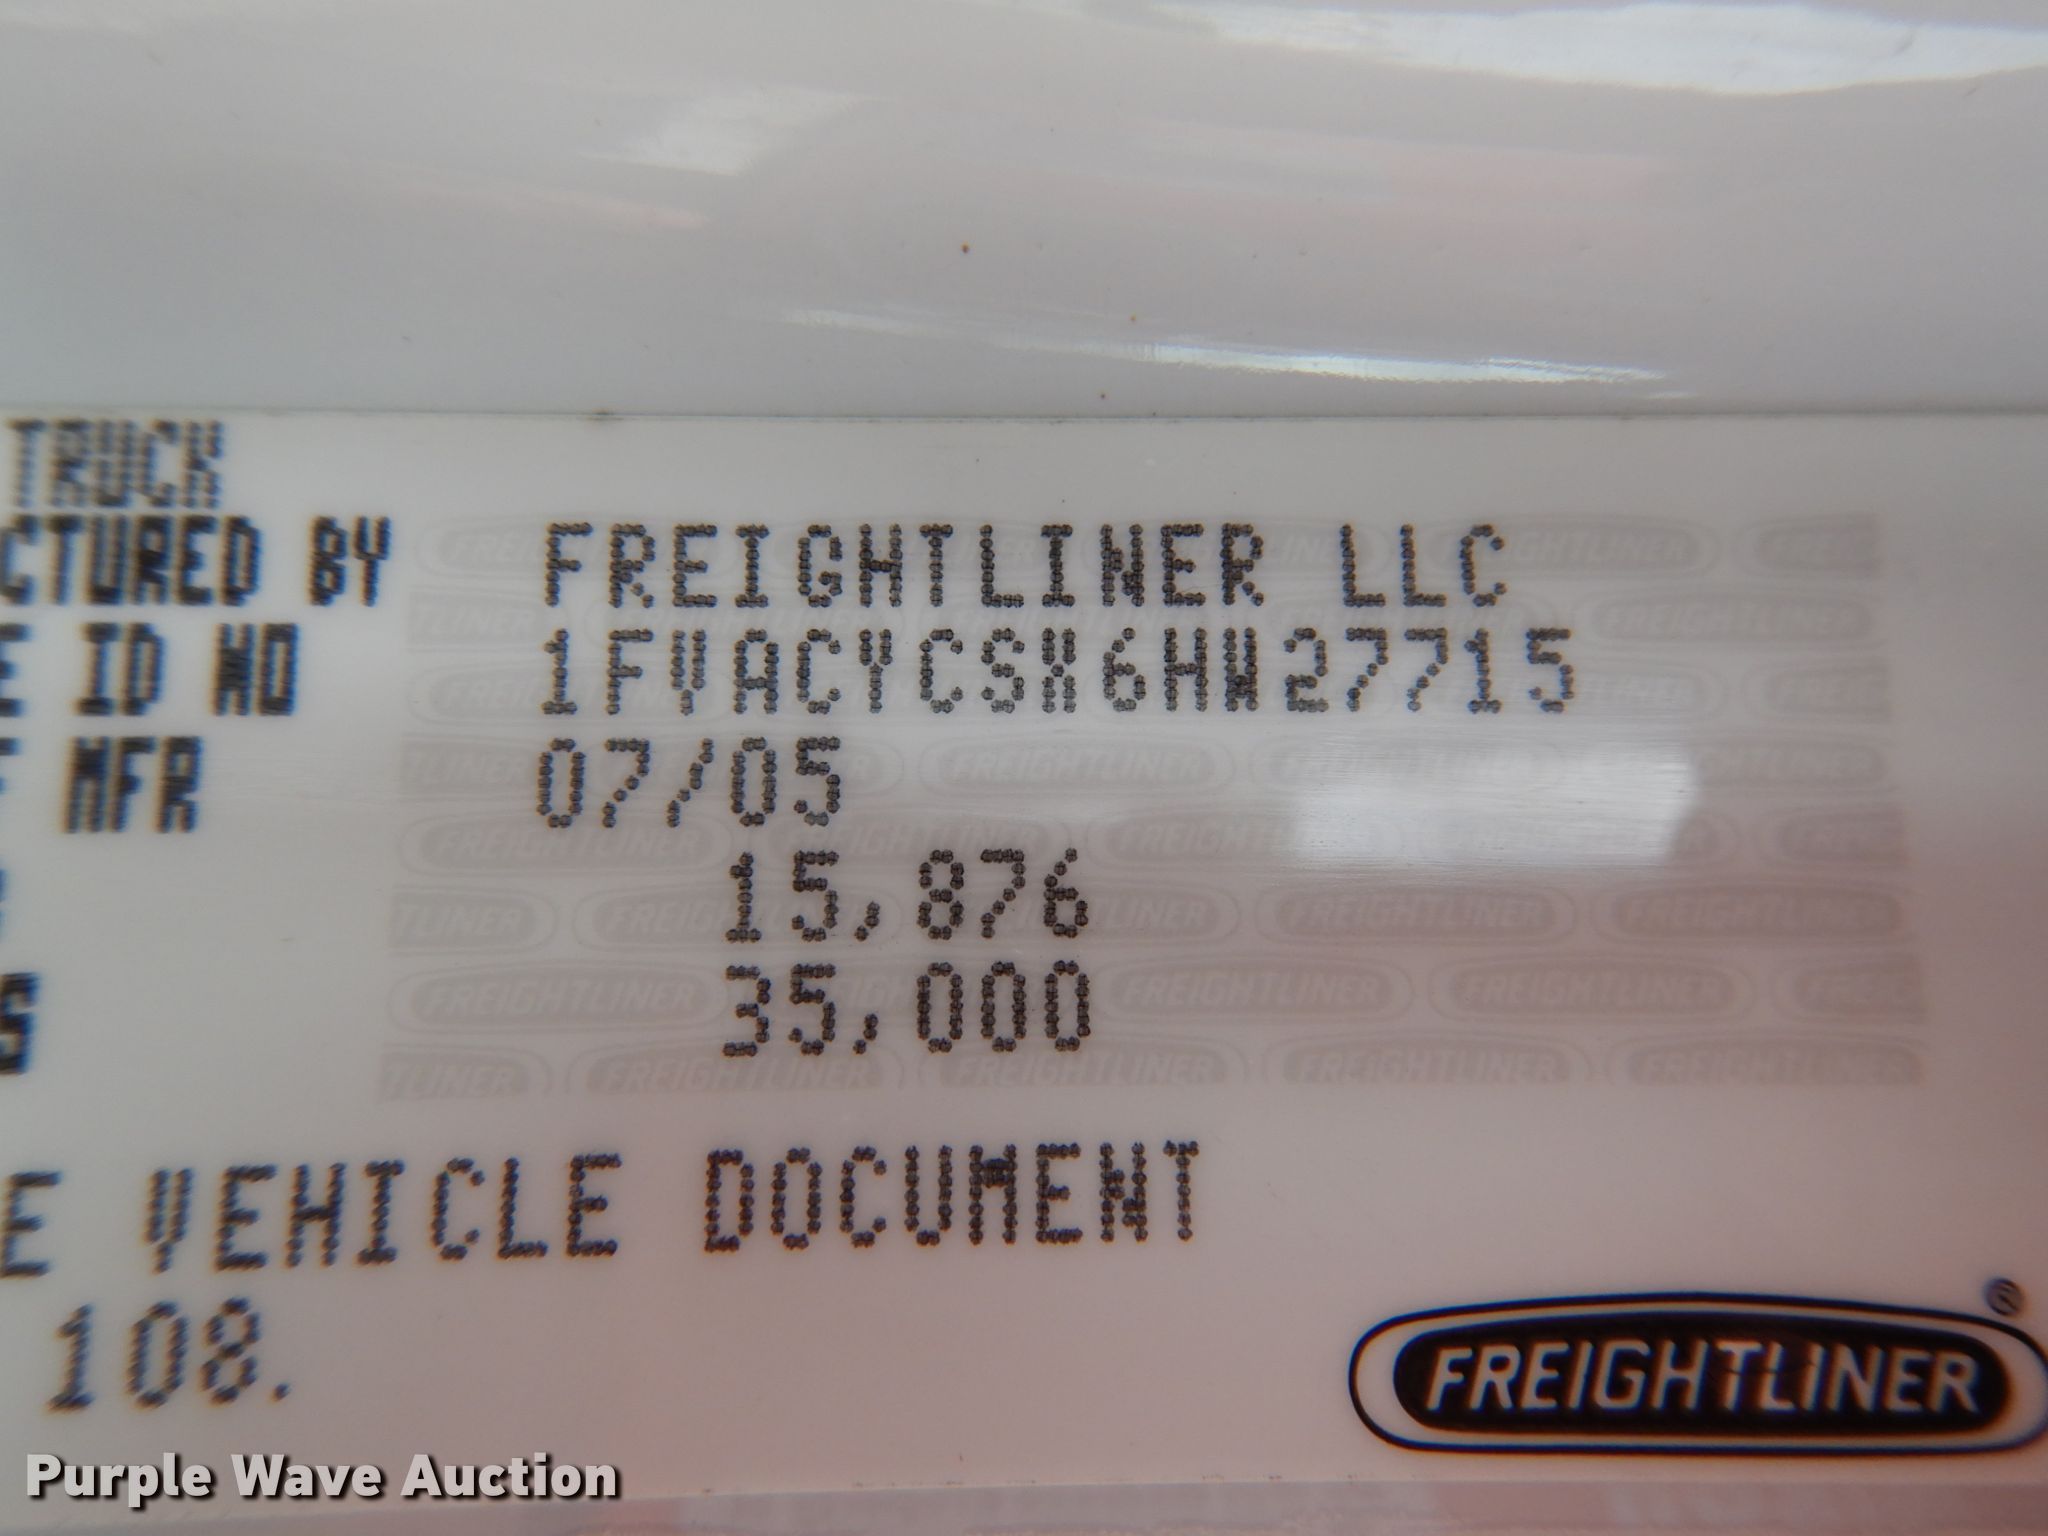 TRUCK
CTURED BY FREIGHTLINER LLC
E ID NO 1FVACYCSX6HW27715
MFR 07/05
15,876
S 35,000
E VEHICLE DOCUMENT
108.
FREIGHTLINER ®
Purple Wave Auction